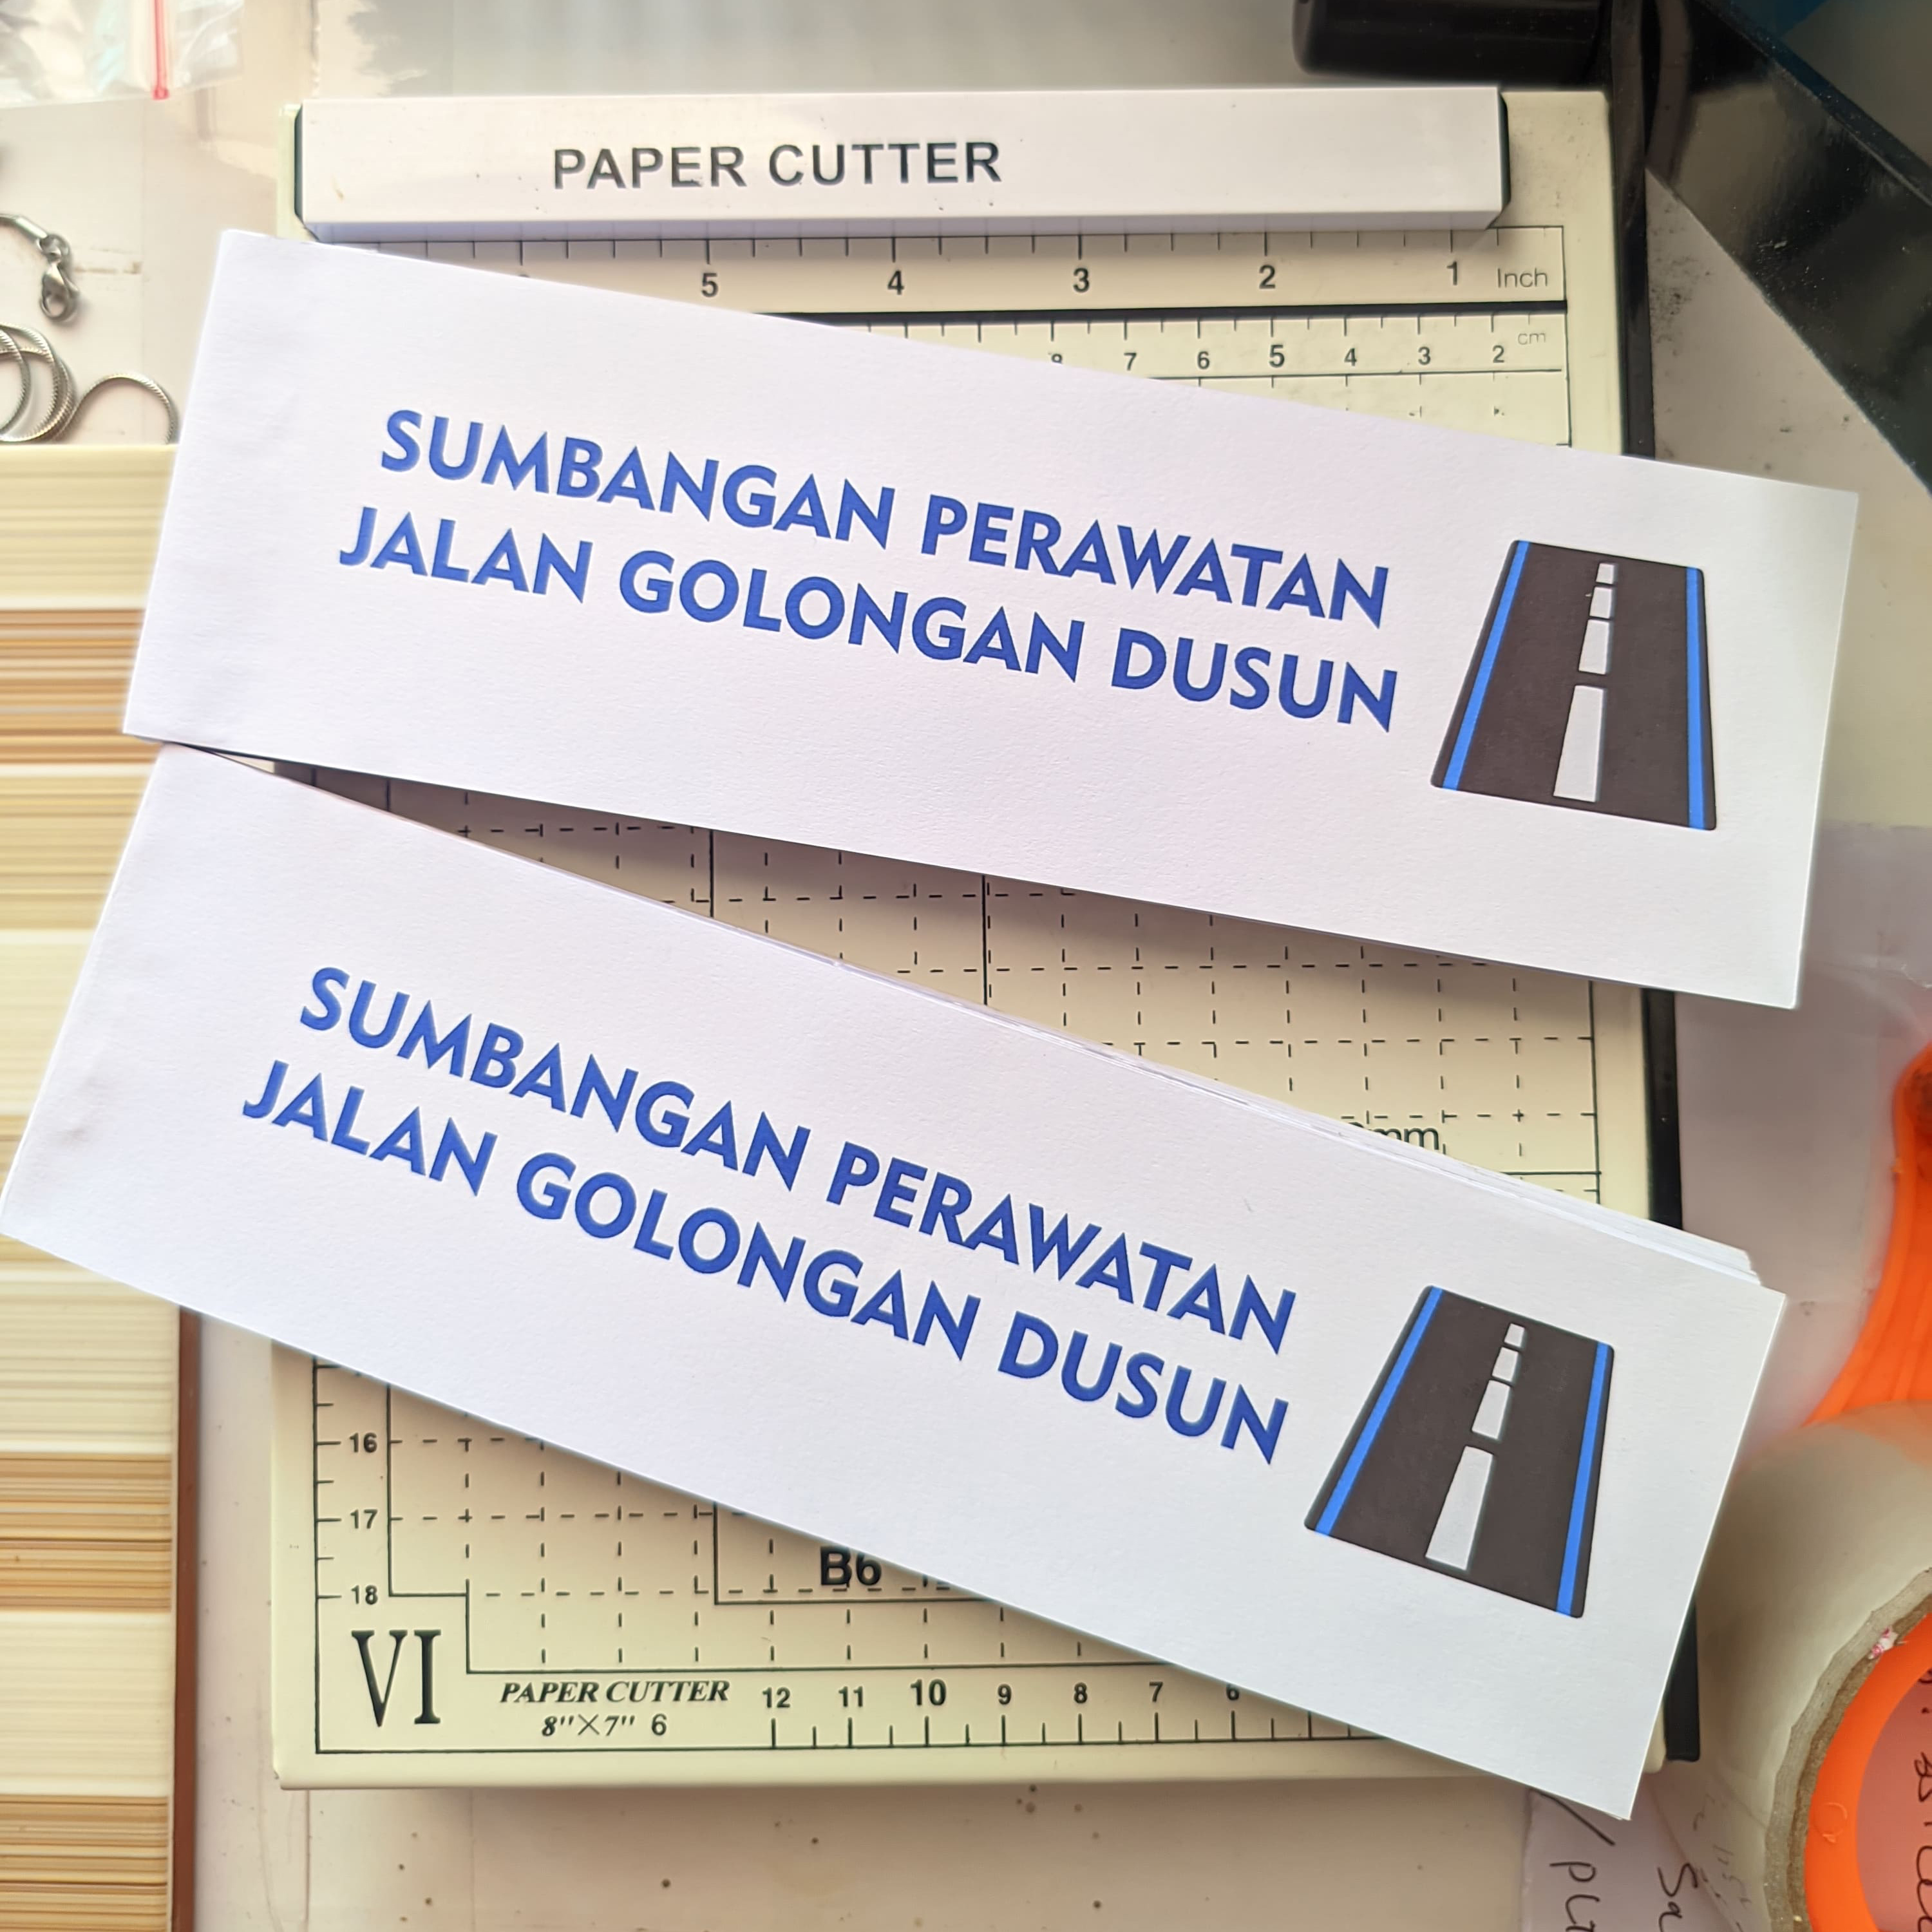 PAPER CUTTER
5 4 3 2 1 Inch
cm
7 6 5 4 3 2
SUMBANGAN PERAWATAN
JALAN GOLONGAN DUSUN
mm
SUMBANGAN PERAWATAN
JALAN GOLONGAN DUSUN
16
17
B6
18
VI
PAPER CUTTER
8"×7" 6
12 11 10 9 8 7 6